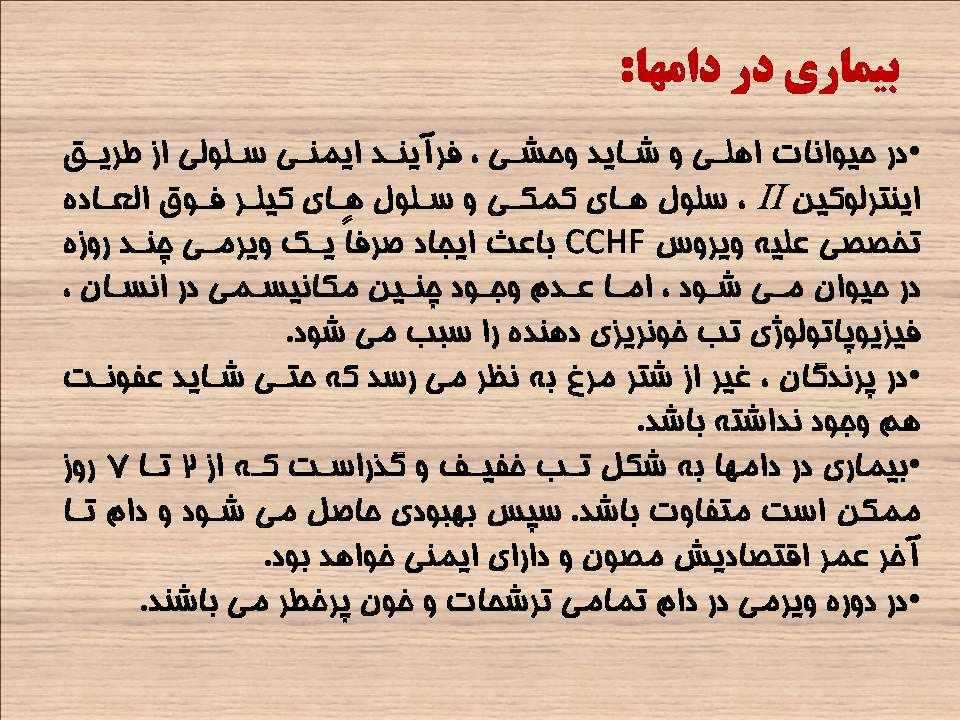 بیماری در دامها:
•در حیوانات اهلی و شاید وحشی ، فرآیند ایمنی سلولی از طریق
اینترلوکین II ، سلول های کمکی و سلول های کیلر فوق العاده
تخصصی علیه ویروس CCHF باعث ایجاد صرفاً یک ویرمی چند روزه
در حیوان می شود ، اما عدم وجود چنین مکانیسمی در انسان ،
فیزیوپاتولوژی تب خونریزی دهنده را سبب می شود.
•در پرندگان ، غیر از شتر مرغ به نظر می رسد که حتی شاید عفونت
هم وجود نداشته باشد.
•بیماری در دامها به شکل تب خفیف و گذراست که از ۲ تا ۷ روز
ممکن است متفاوت باشد. سپس بهبودی حاصل می شود و دام تا
آخر عمر اقتصادیش مصون و دارای ایمنی خواهد بود.
•در دوره ویرمی در دام تمامی ترشحات و خون پرخطر می باشند.